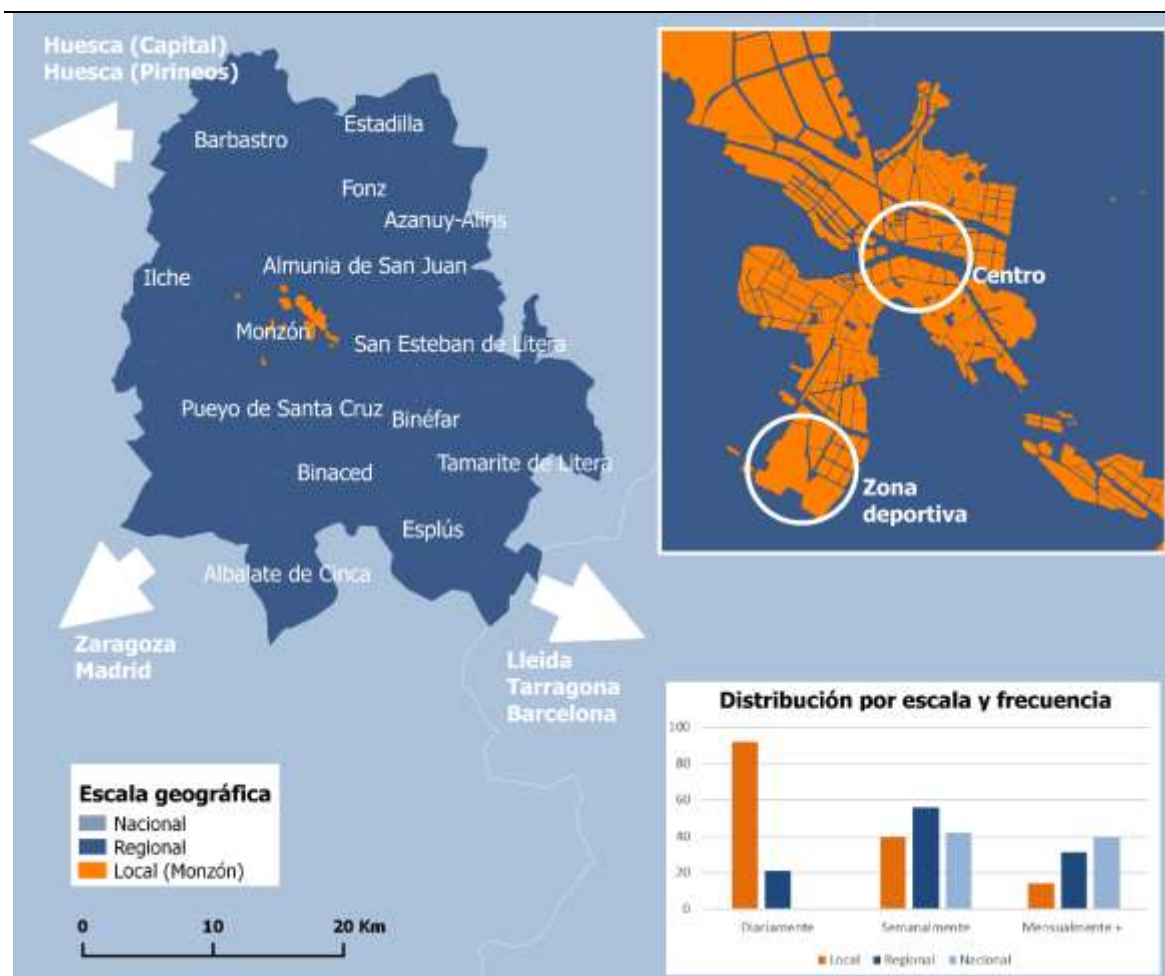 Huesca (Capital)
Huesca (Pirineos)
Barbastro
Estadilla
Fonz
Azanuy-Alins
Ilche
Almunia de San Juan
Monzón
San Esteban de Litera
Pueyo de Santa Cruz
Binéfar
Binaced
Tamarite de Litera
Esplús
Albalate de Cinca
Zaragoza
Madrid
Lleida
Tarragona
Barcelona
Centro
Zona
deportiva
Escala geográfica
Nacional
Regional
Local (Monzón)
0 10 20 Km
Distribución por escala y frecuencia
100
80
60
40
20
0
Diariamente Semanalmente Mensualmente +
Local Regional Nacional